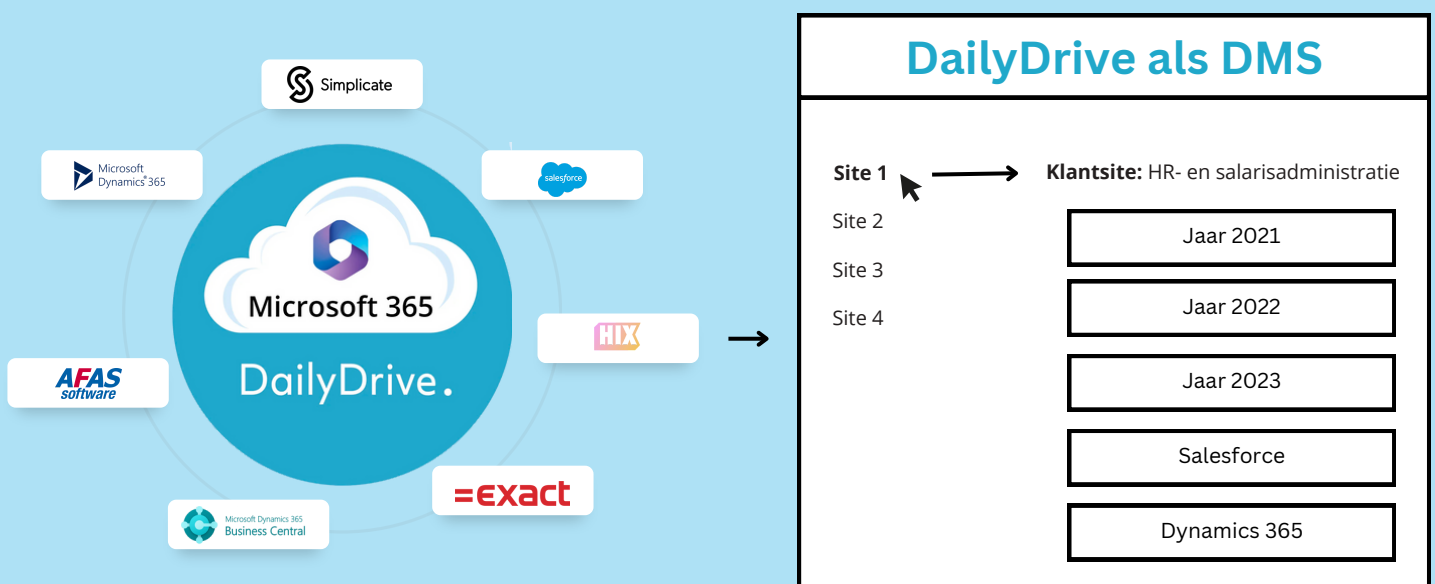 Simplicate
Microsoft
Dynamics® 365
salesforce
Microsoft 365
DailyDrive.
HIX
AFAS
software
=exact
Microsoft Dynamics 365
Business Central
DailyDrive als DMS
Site 1
Klantsite: HR- en salarisadministratie
Site 2
Site 3
Site 4
Jaar 2021
Jaar 2022
Jaar 2023
Salesforce
Dynamics 365